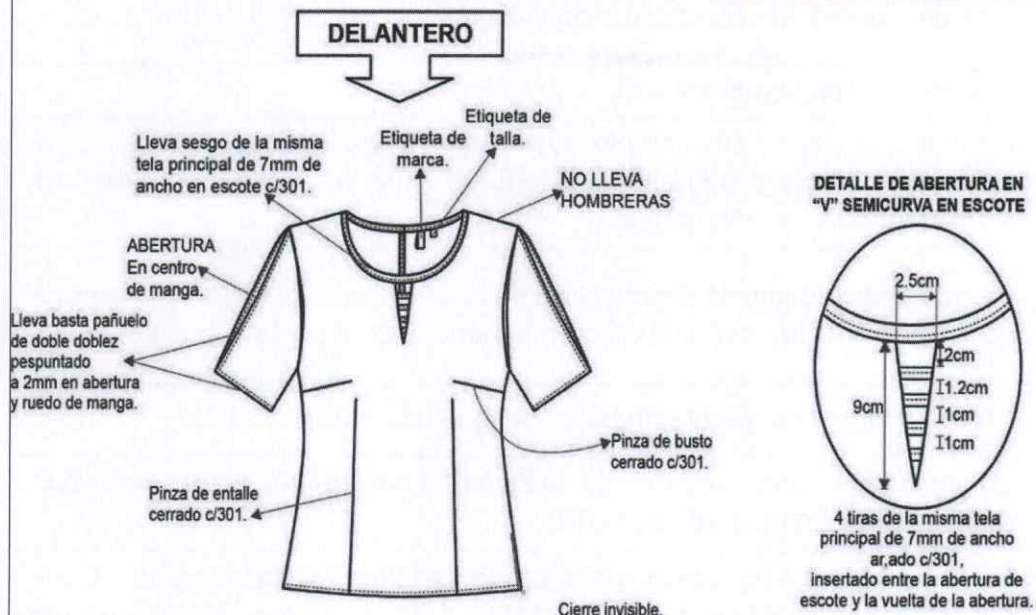 DELANTERO
Lleva sesgo de la misma
tela principal de 7mm de
ancho en escote c/301.
Etiqueta de
marca.
Etiqueta de
talla.
NO LLEVA
HOMBRERAS
ABERTURA
En centro
de manga.
Lleva basta pañuelo
de doble doblez
pespuntado
a 2mm en abertura
y ruedo de manga.
Pinza de busto
cerrado c/301.
Pinza de entalle
cerrado c/301.
Cierre invisible.
DETALLE DE ABERTURA EN
"V" SEMICURVA EN ESCOTE
2.5cm
2cm
1.2cm
9cm
1cm
1cm
4 tiras de la misma tela
principal de 7mm de ancho
ar,ado c/301,
insertado entre la abertura de
escote y la vuelta de la abertura.